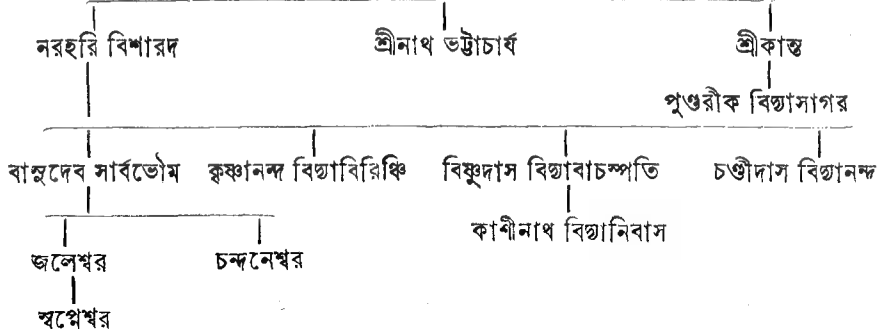 নরহরি বিশারদ শ্রীনাথ ভট্টাচার্য শ্রীকান্ত
পুণ্ডরীক বিদ্যাসাগর
বাসুদেব সার্বভৌম কৃষ্ণানন্দ বিদ্যাবিরিঞ্চি বিষ্ণুদাস বিদ্যাবাচস্পতি চণ্ডীদাস বিদ্যানন্দ
কাশীনাথ বিদ্যানিবাস
জলেশ্বর চন্দনেশ্বর
স্বপ্নেশ্বর